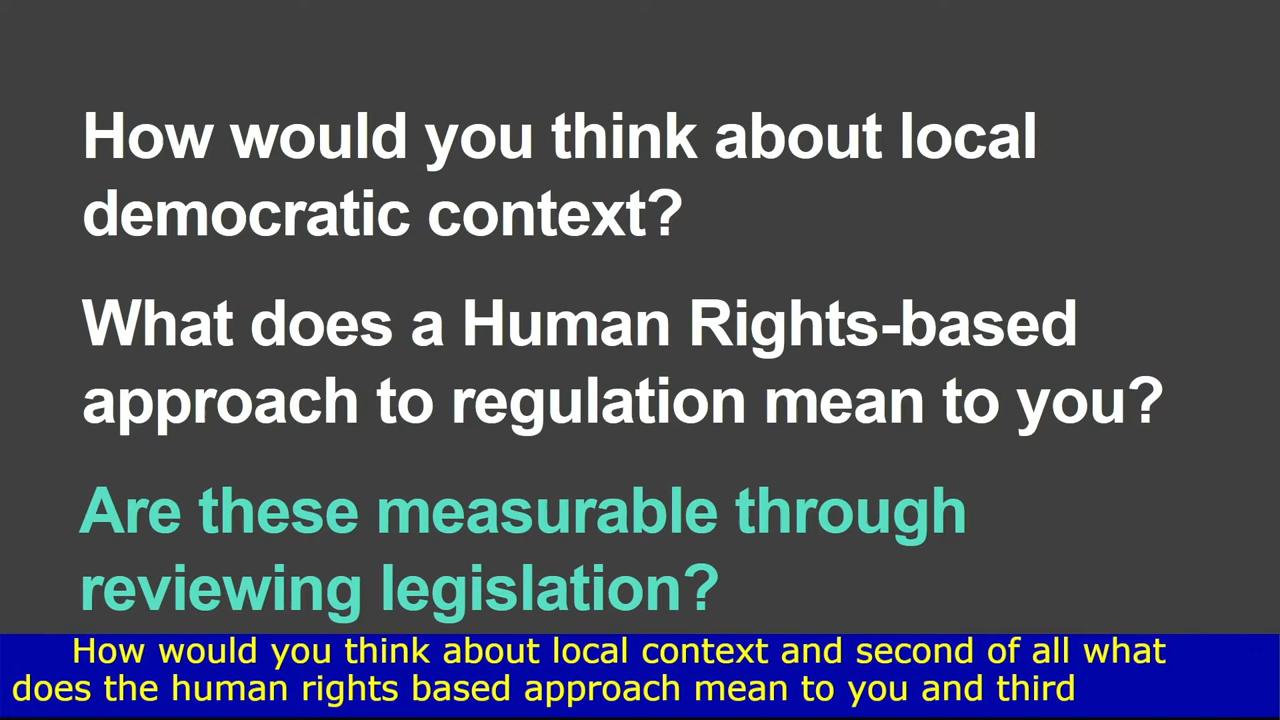 How would you think about local
democratic context?
What does a Human Rights-based
approach to regulation mean to you?
Are these measurable through
reviewing legislation?
How would you think about local context and second of all what
does the human rights based approach mean to you and third